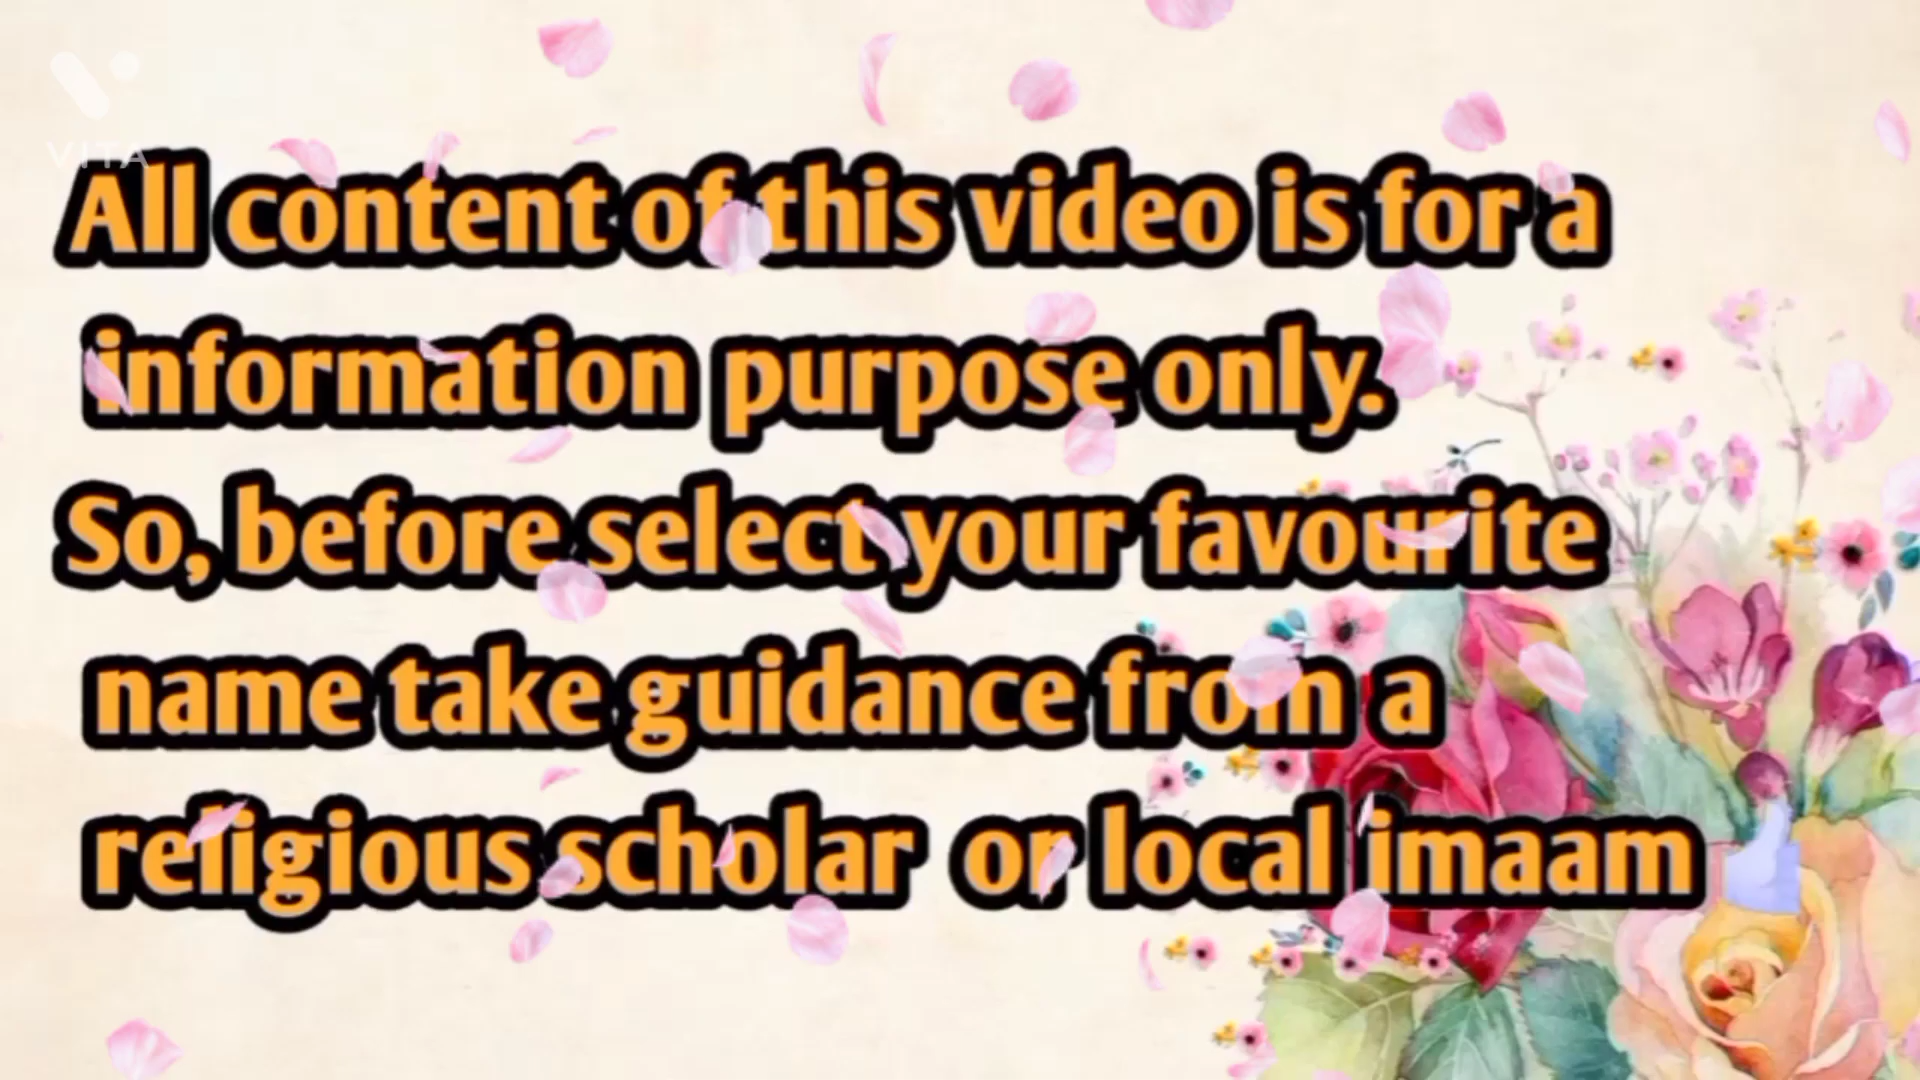 VITA
All content of this video is for a
information purpose only.
So, before select your favourite
name take guidance from a
religious scholar or local imaam